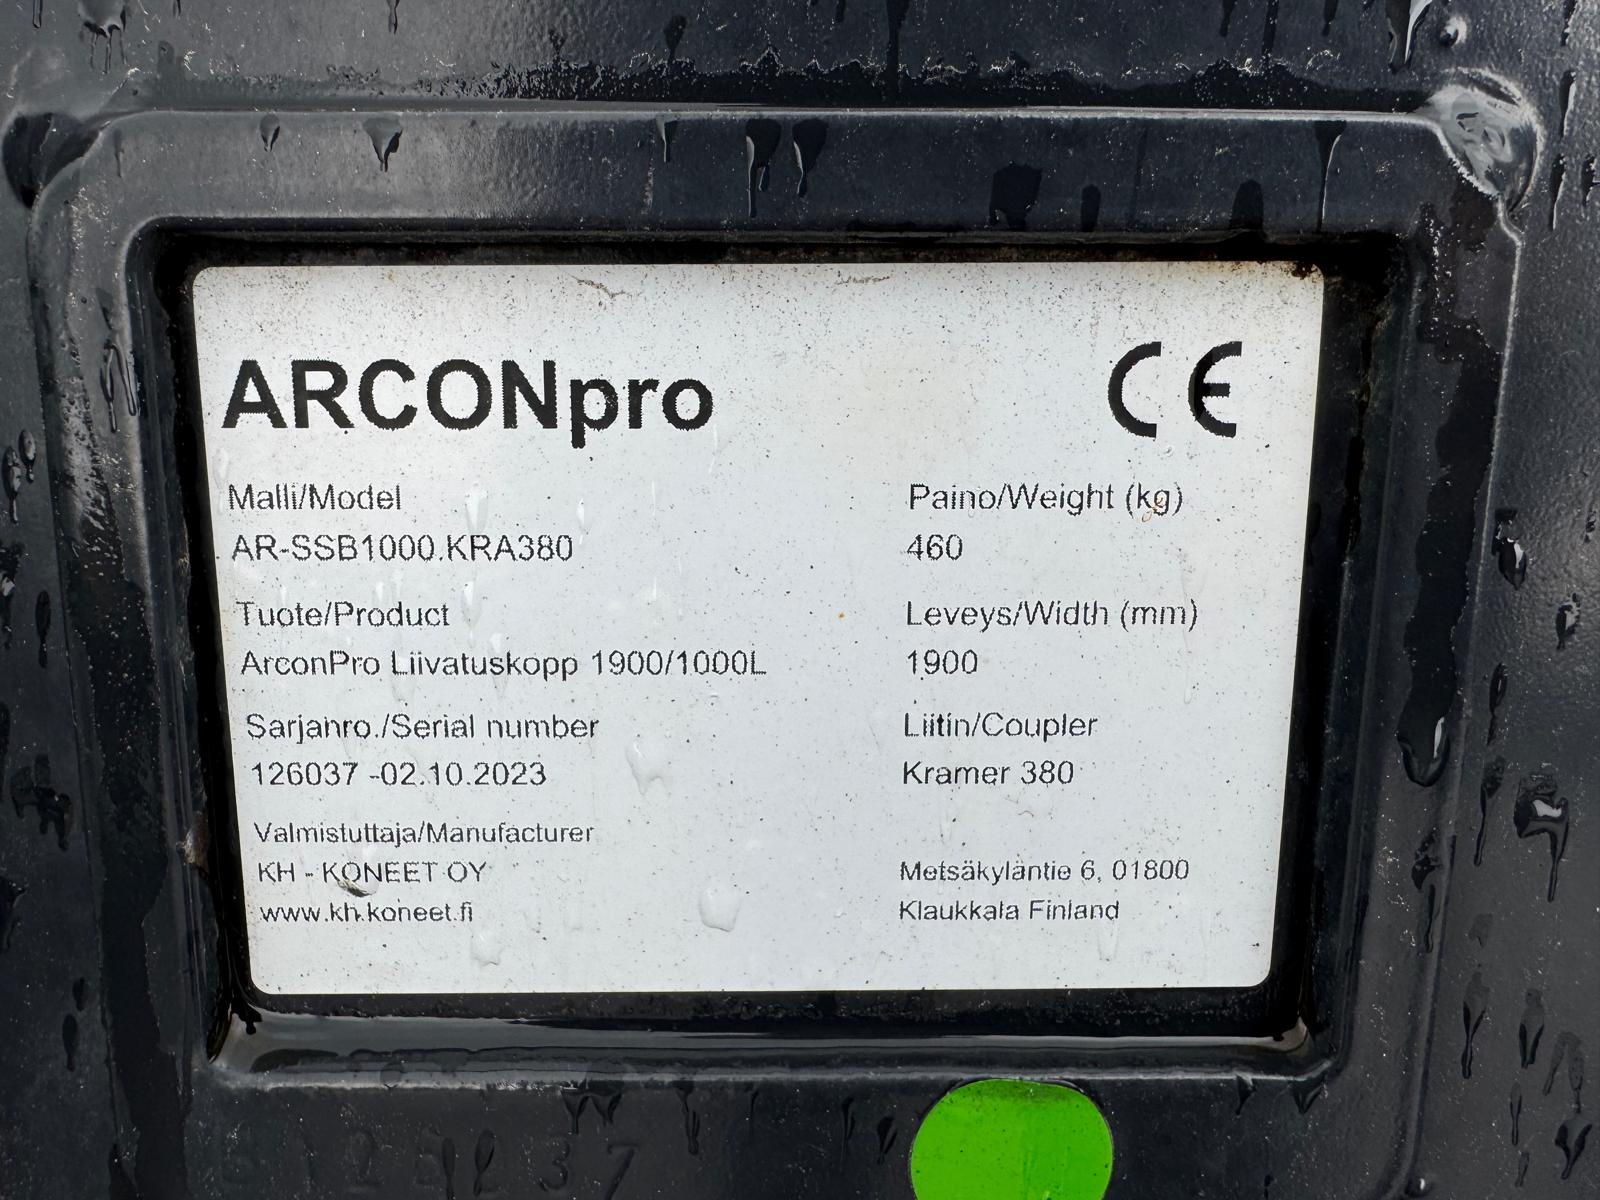 ARCONpro
CE
Malli/Model
AR-SSB1000.KRA380
Paino/Weight (kg)
460
Tuote/Product
ArconPro Liivatuskopp 1900/1000L
Leveys/Width (mm)
1900
Sarjanro./Serial number
126037 -02.10.2023
Liitin/Coupler
Kramer 380
Valmistuttaja/Manufacturer
KH - KONEET OY
www.kh.koneet.fi
Metsäkyläntie 6, 01800
Klaukkala Finland